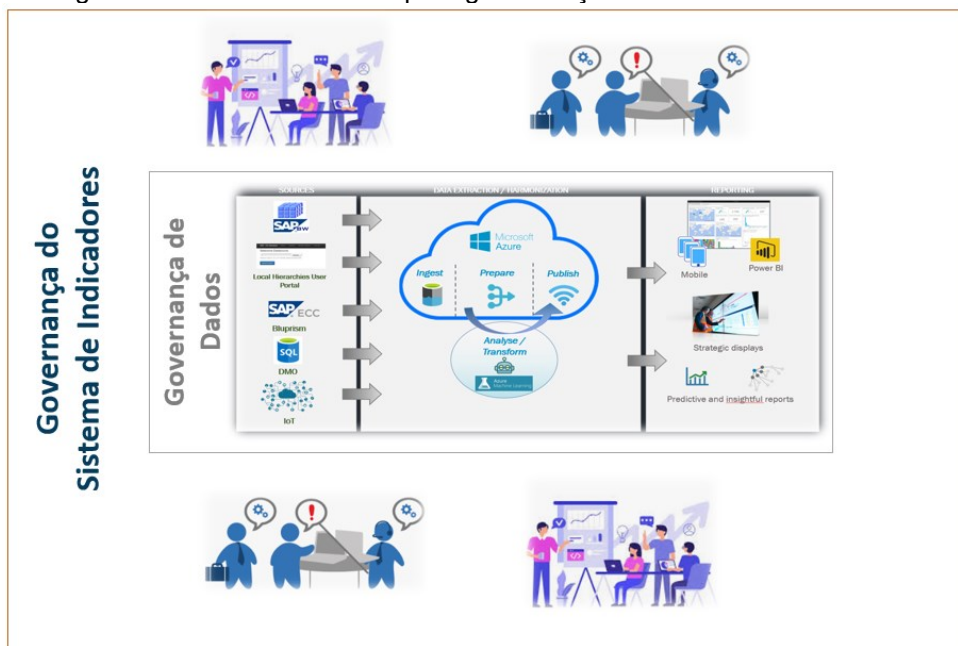 Governança do
Sistema de Indicadores
Governança de
Dados
SOURCES
DATA EXTRACTION / HARMONIZATION
REPORTING
SAP BW
Local Hierarchies User
Portal
SAP ECC
Bluprism
SQL
DMO
IoT
Microsoft
Azure
Ingest
Prepare
Publish
Analyse /
Transform
Azure
Machine Learning
Mobile
Power BI
Strategic displays
Predictive and insightful reports